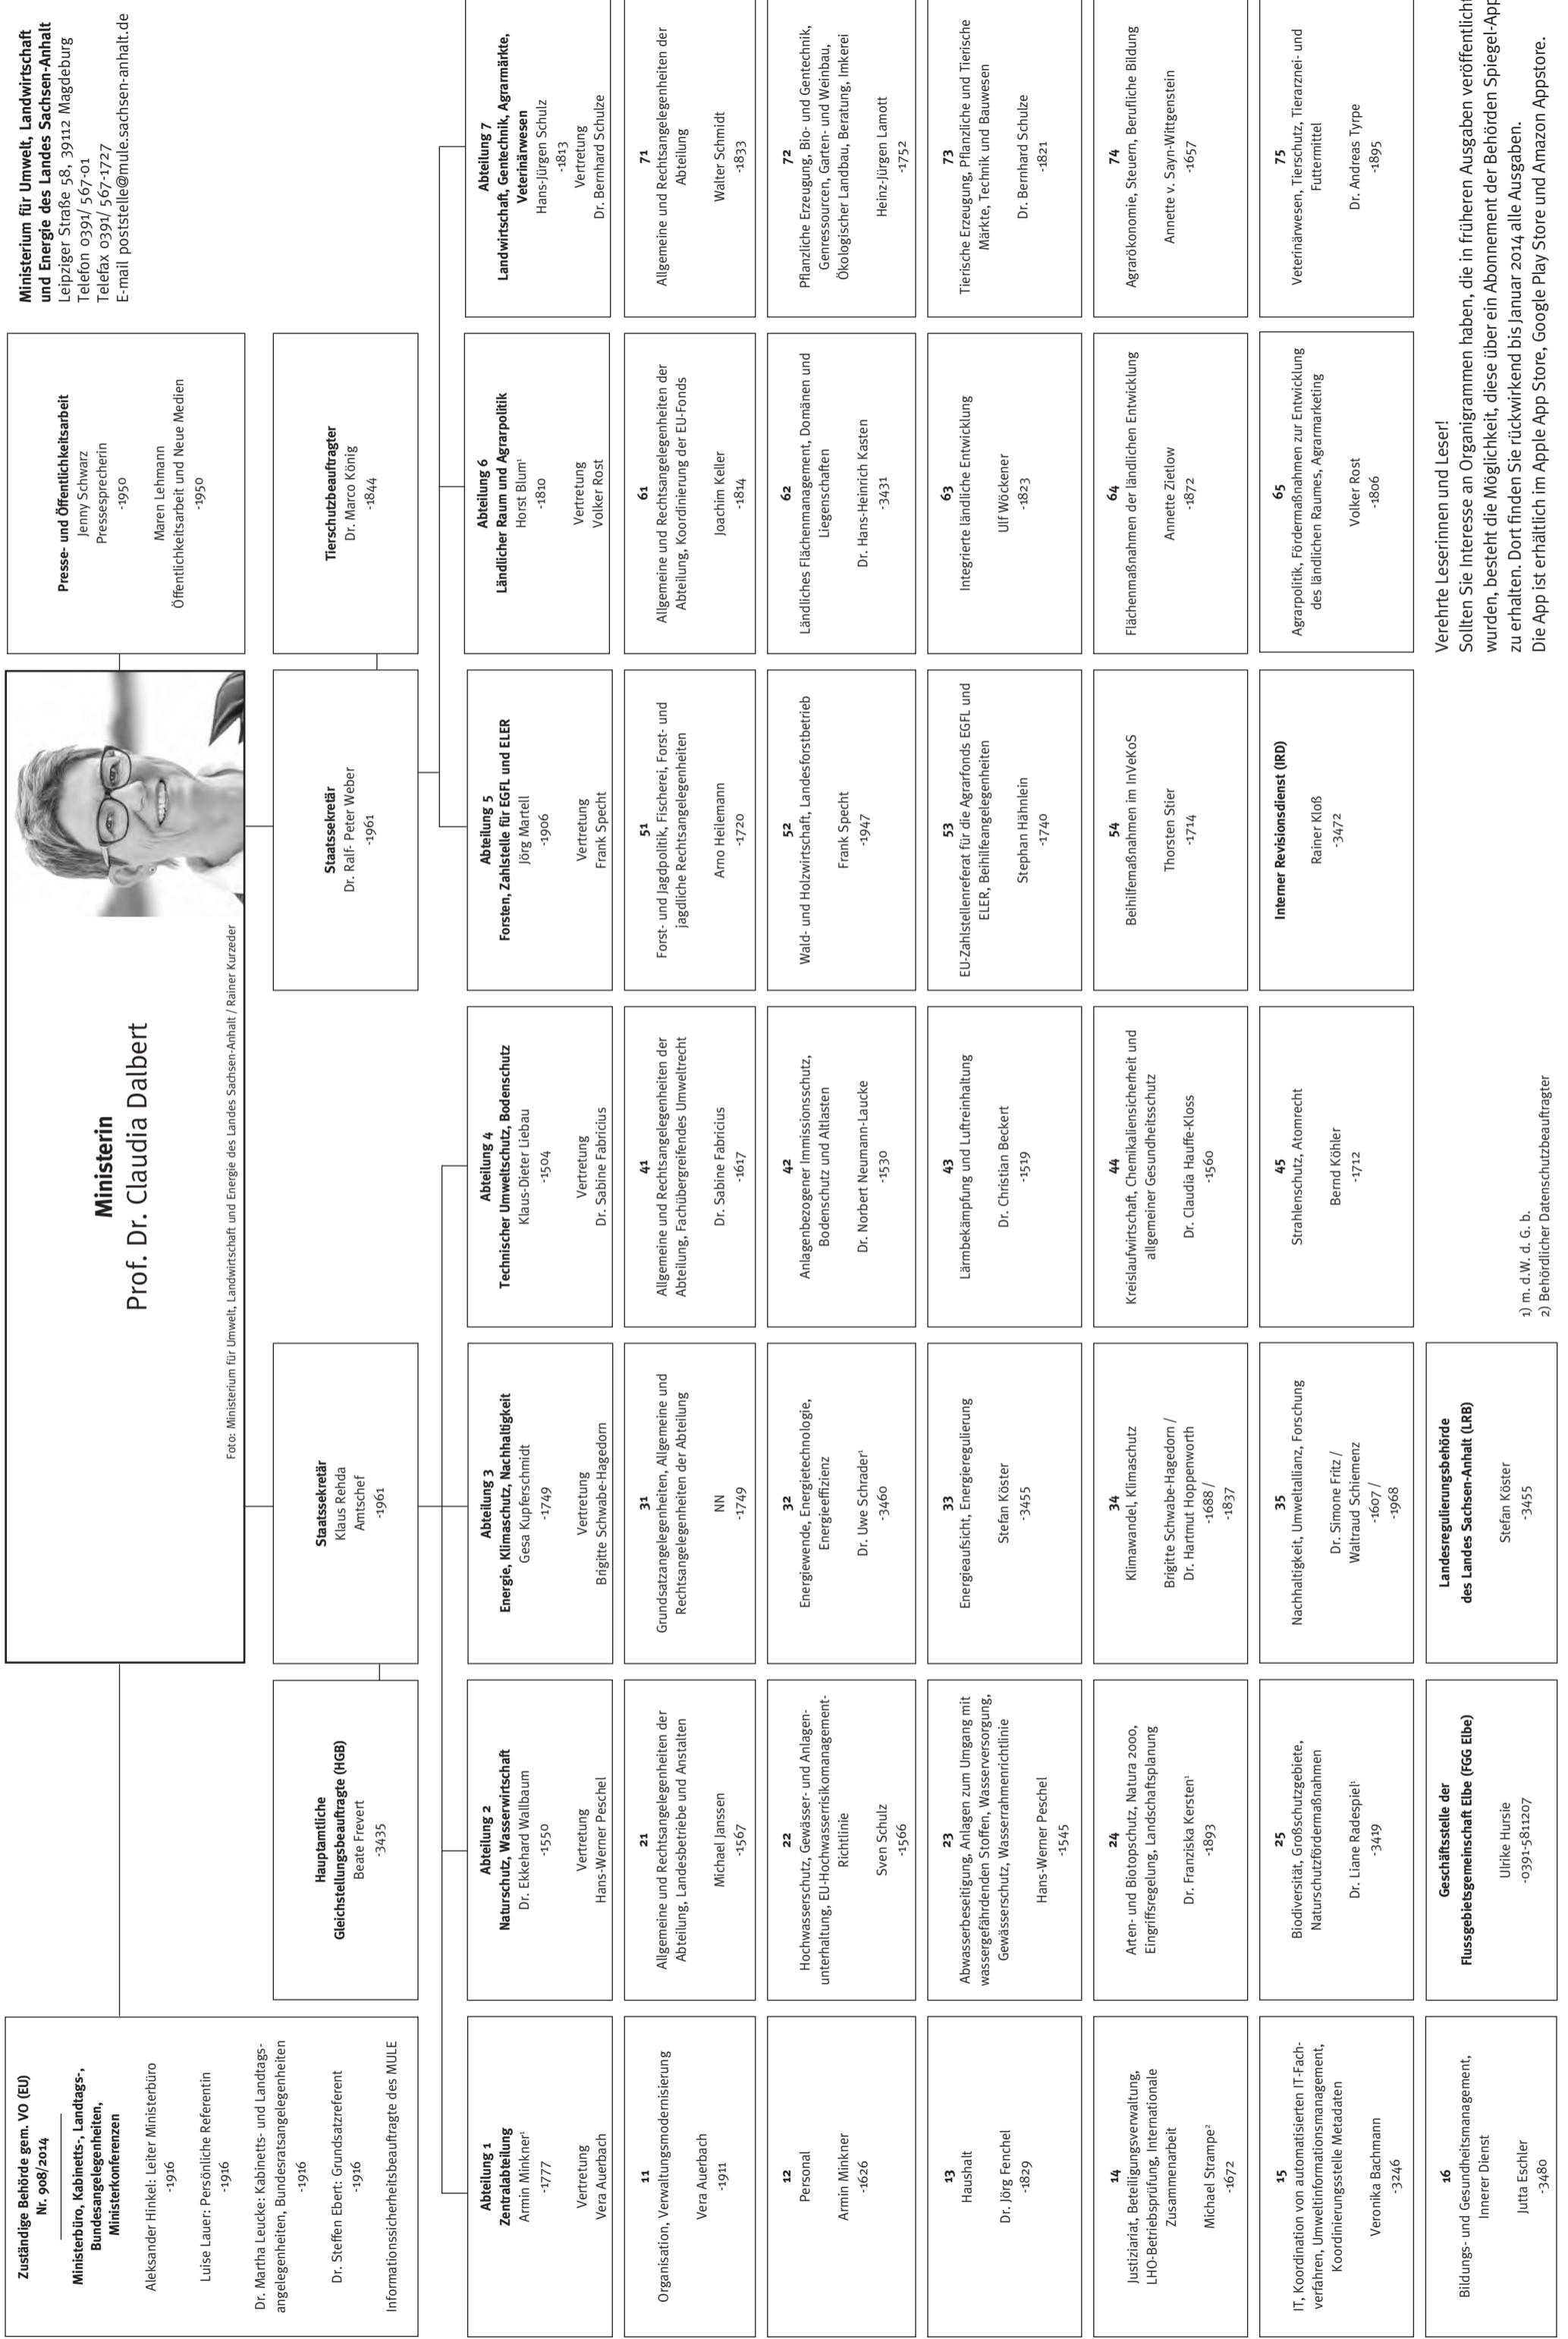 Zuständige Behörde gem. VO (EU)
Nr. 908/2014
Ministerbüro, Kabinetts-, Landtags-,
Bundesangelegenheiten,
Ministerkonferenzen
Aleksander Hinkel: Leiter Ministerbüro
-1916
Luise Lauer: Persönliche Referentin
-1916
Dr. Martha Leucke: Kabinetts- und Landtags-
angelegenheiten, Bundesratsangelegenheiten
-1916
Dr. Steffen Ebert: Grundsatzreferent
-1916
Informationssicherheitsbeauftragte des MULE
Ministerin
Prof. Dr. Claudia Dalbert
Foto: Ministerium für Umwelt, Landwirtschaft und Energie des Landes Sachsen-Anhalt / Rainer Kurzeder
Presse- und Öffentlichkeitsarbeit
Jenny Schwarz
Pressesprecherin
-1950
Maren Lehmann
Öffentlichkeitsarbeit und Neue Medien
-1950
Ministerium für Umwelt, Landwirtschaft
und Energie des Landes Sachsen-Anhalt
Leipziger Straße 58, 39112 Magdeburg
Telefon 0391/ 567-01
Telefax 0391/ 567-1727
E-mail poststelle@mule.sachsen-anhalt.de
Hauptamtliche
Gleichstellungsbeauftragte (HGB)
Beate Frevert
-3435
Staatssekretär
Klaus Rehda
Amtschef
-1961
Staatssekretär
Dr. Ralf- Peter Weber
-1961
Tierschutzbeauftragter
Dr. Marco König
-1844
Abteilung 1
Zentralabteilung
Armin Minkner¹
-1777
Vertretung
Vera Auerbach
11
Organisation, Verwaltungsmodernisierung
Vera Auerbach
-1911
12
Personal
Armin Minkner
-1626
13
Haushalt
Dr. Jörg Fenchel
-1829
14
Justiziariat, Beteiligungsverwaltung,
LHO-Betriebsprüfung, Internationale
Zusammenarbeit
Michael Strampe²
-1672
15
IT, Koordination von automatisierten IT-Fach-
verfahren, Umweltinformationsmanagement,
Koordinierungsstelle Metadaten
Veronika Bachmann
-3246
16
Bildungs- und Gesundheitsmanagement,
Innerer Dienst
Jutta Eschler
-3480
Abteilung 2
Naturschutz, Wasserwirtschaft
Dr. Ekkehard Wallbaum
-1550
Vertretung
Hans-Werner Peschel
21
Allgemeine und Rechtsangelegenheiten der
Abteilung, Landesbetriebe und Anstalten
Michael Janssen
-1567
22
Hochwasserschutz, Gewässer- und Anlagen-
unterhaltung, EU-Hochwasserrisikomanagement-
Richtlinie
Sven Schulz
-1566
23
Abwasserbeseitigung, Anlagen zum Umgang mit
wassergefährdenden Stoffen, Wasserversorgung,
Gewässerschutz, Wasserrahmenrichtlinie
Hans-Werner Peschel
-1545
24
Arten- und Biotopschutz, Natura 2000,
Eingriffsregelung, Landschaftsplanung
Dr. Franziska Kersten¹
-1893
25
Biodiversität, Großschutzgebiete,
Naturschutzfördermaßnahmen
Dr. Liane Radespiel¹
-3419
Geschäftsstelle der
Flussgebietsgemeinschaft Elbe (FGG Elbe)
Ulrike Hursie
-0391-5811207
Abteilung 3
Energie, Klimaschutz, Nachhaltigkeit
Gesa Kupferschmidt
-1749
Vertretung
Brigitte Schwabe-Hagedorn
31
Grundsatzangelegenheiten, Allgemeine und
Rechtsangelegenheiten der Abteilung
NN
-1749
32
Energiewende, Energietechnologie,
Energieeffizienz
Dr. Uwe Schrader¹
-3460
33
Energieaufsicht, Energieregulierung
Stefan Köster
-3455
34
Klimawandel, Klimaschutz
Brigitte Schwabe-Hagedorn /
Dr. Hartmut Hoppenworth
-1688 /
-1837
35
Nachhaltigkeit, Umweltallianz, Forschung
Dr. Simone Fritz /
Waltraud Schiemenz
-1607 /
-1968
Landesregulierungsbehörde
des Landes Sachsen-Anhalt (LRB)
Stefan Köster
-3455
Abteilung 4
Technischer Umweltschutz, Bodenschutz
Klaus-Dieter Liebau
-1504
Vertretung
Dr. Sabine Fabricius
41
Allgemeine und Rechtsangelegenheiten der
Abteilung, Fachübergreifendes Umweltrecht
Dr. Sabine Fabricius
-1617
42
Anlagenbezogener Immissionsschutz,
Bodenschutz und Altlasten
Dr. Norbert Neumann-Laucke
-1530
43
Lärmbekämpfung und Luftreinhaltung
Dr. Christian Beckert
-1519
44
Kreislaufwirtschaft, Chemikaliensicherheit und
allgemeiner Gesundheitsschutz
Dr. Claudia Hauffe-Kloss
-1560
45
Strahlenschutz, Atomrecht
Bernd Köhler
-1712
1) m. d.W. d. G. b.
2) Behördlicher Datenschutzbeauftragter
Abteilung 5
Forsten, Zahlstelle für EGFL und ELER
Jörg Martell
-1906
Vertretung
Frank Specht
51
Forst- und Jagdpolitik, Fischerei, Forst- und
jagdliche Rechtsangelegenheiten
Arno Heilemann
-1720
52
Wald- und Holzwirtschaft, Landesforstbetrieb
Frank Specht
-1947
53
EU-Zahlstellenreferat für die Agrarfonds EGFL und
ELER, Beihilfeangelegenheiten
Stephan Hähnlein
-1740
54
Beihilfemaßnahmen im InVeKoS
Thorsten Stier
-1714
Interner Revisionsdienst (IRD)
Rainer Kloß
-3472
Abteilung 6
Ländlicher Raum und Agrarpolitik
Horst Blum¹
-1810
Vertretung
Volker Rost
61
Allgemeine und Rechtsangelegenheiten der
Abteilung, Koordinierung der EU-Fonds
Joachim Keller
-1814
62
Ländliches Flächenmanagement, Domänen und
Liegenschaften
Dr. Hans-Heinrich Kasten
-3431
63
Integrierte ländliche Entwicklung
Ulf Wöckener
-1823
64
Flächenmaßnahmen der ländlichen Entwicklung
Annette Zietlow
-1872
65
Agrarpolitik, Fördermaßnahmen zur Entwicklung
des ländlichen Raumes, Agrarmarketing
Volker Rost
-1806
Abteilung 7
Landwirtschaft, Gentechnik, Agrarmärkte,
Veterinärwesen
Hans-Jürgen Schulz
-1813
Vertretung
Dr. Bernhard Schulze
71
Allgemeine und Rechtsangelegenheiten der
Abteilung
Walter Schmidt
-1833
72
Pflanzliche Erzeugung, Bio- und Gentechnik,
Genressourcen, Garten- und Weinbau,
Ökologischer Landbau, Beratung, Imkerei
Heinz-Jürgen Lamott
-1752
73
Tierische Erzeugung, Pflanzliche und Tierische
Märkte, Technik und Bauwesen
Dr. Bernhard Schulze
-1821
74
Agrarökonomie, Steuern, Berufliche Bildung
Annette v. Sayn-Wittgenstein
-1657
75
Veterinärwesen, Tierschutz, Tierarznei- und
Futtermittel
Dr. Andreas Tyrpe
-1895
Verehrte Leserinnen und Leser!
Sollten Sie Interesse an Organigrammen haben, die in früheren Ausgaben veröffentlicht
wurden, besteht die Möglichkeit, diese über ein Abonnement der Behörden Spiegel-App
zu erhalten. Dort finden Sie rückwirkend bis Januar 2014 alle Ausgaben.
Die App ist erhältlich im Apple App Store, Google Play Store und Amazon Appstore.